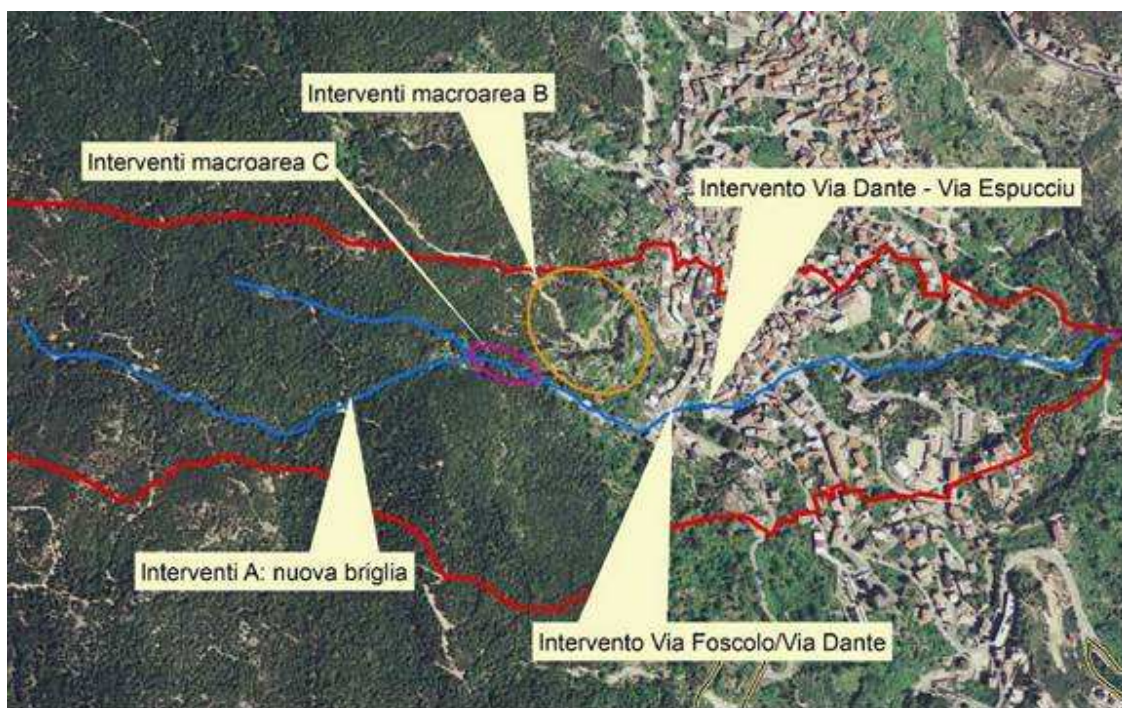 Interventi macroarea B
Interventi macroarea C
Intervento Via Dante - Via Espucciu
Interventi A: nuova briglia
Intervento Via Foscolo/Via Dante